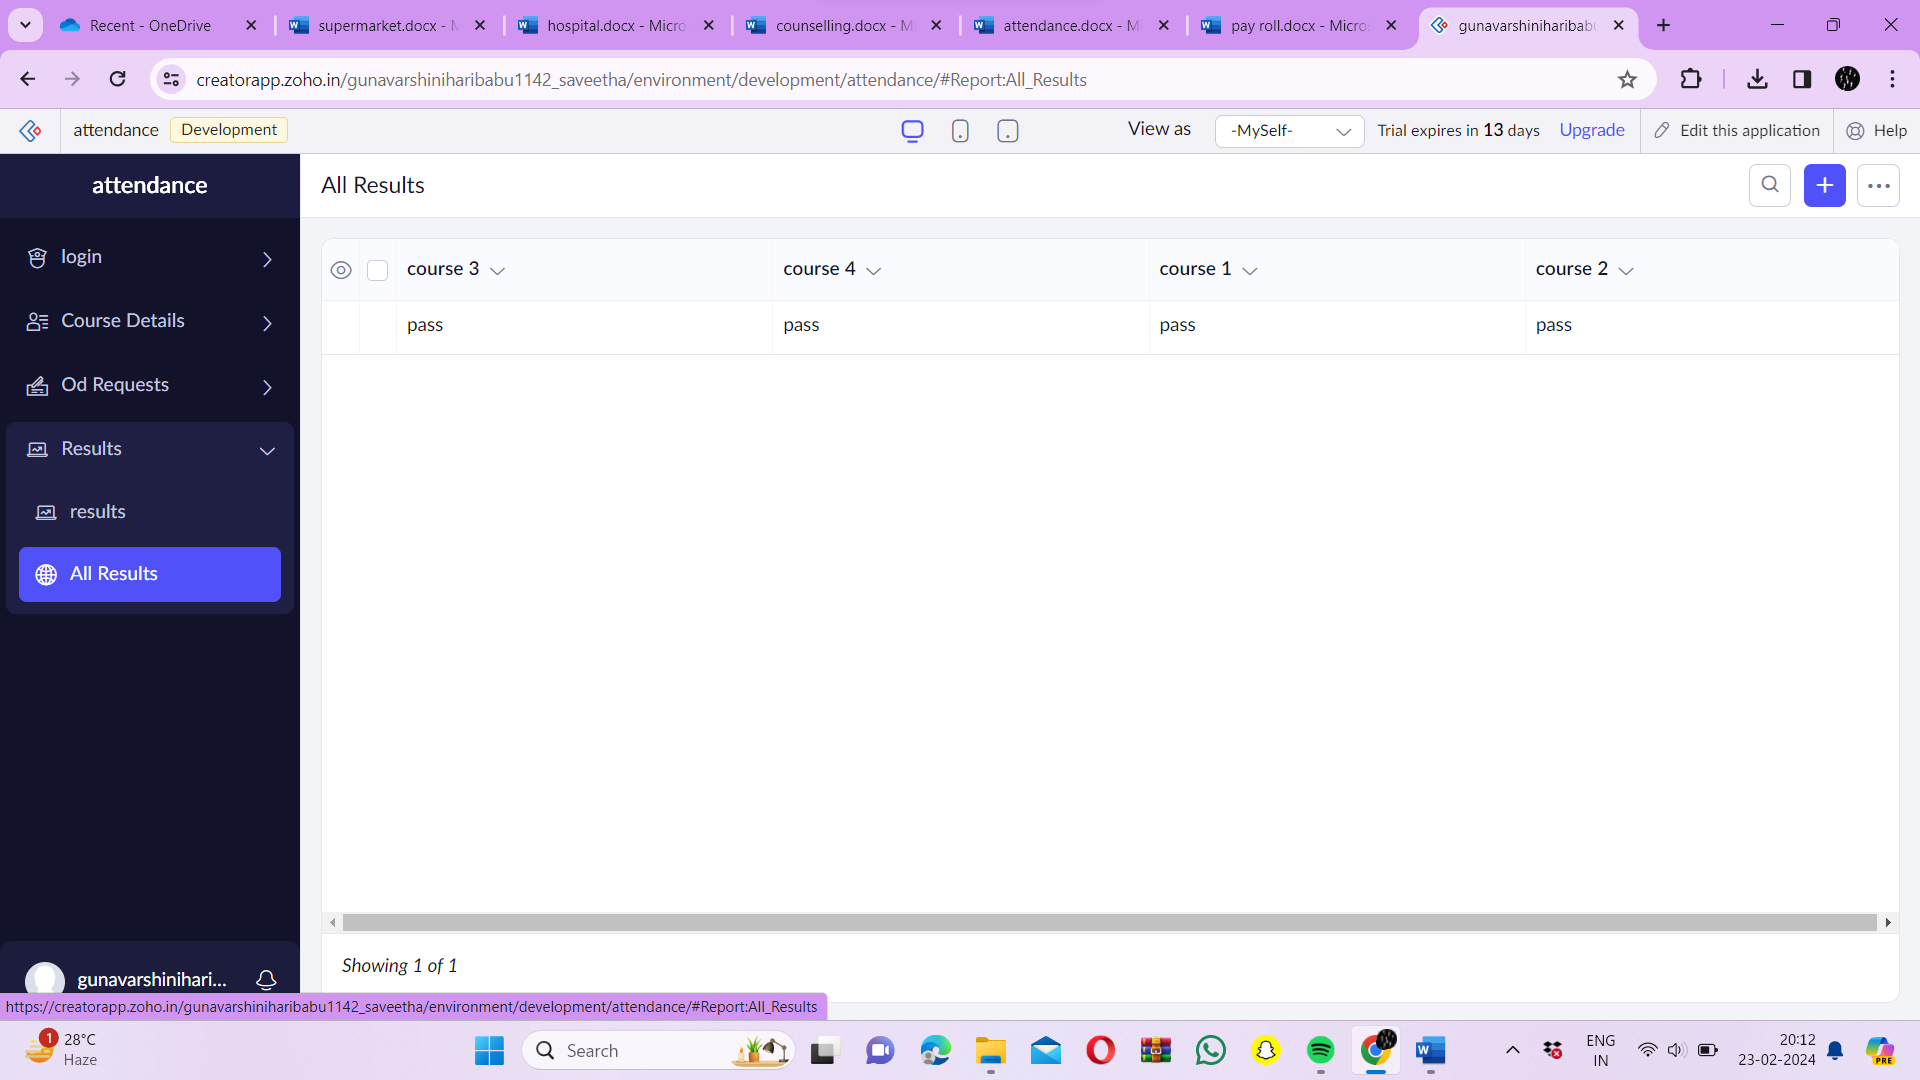 Recent - OneDrive
supermarket.docx - M
hospital.docx - Micro
counselling.docx - M
attendance.docx - Mi
pay roll.docx - Micro
gunavarshiniharibabu
creatorapp.zoho.in/gunavarshiniharibabu1142_saveetha/environment/development/attendance/#Report:All_Results
attendance Development View as -MySelf- Trial expires in 13 days Upgrade Edit this application Help
attendance
All Results
login
Course Details
Od Requests
Results
results
All Results
course 3 course 4 course 1 course 2
pass pass pass pass
Showing 1 of 1
gunavarshinihari...
https://creatorapp.zoho.in/gunavarshiniharibabu1142_saveetha/environment/development/attendance/#Report:All_Results
1
28°C
Haze
Search
PRE
ENG
IN
20:12
23-02-2024